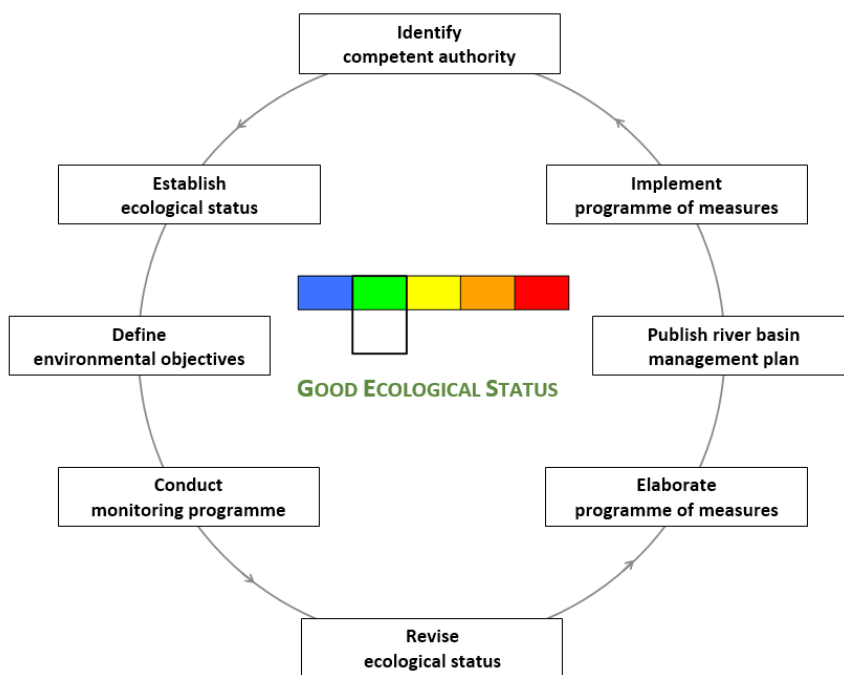 Identify
competent authority
Establish
ecological status
Implement
programme of measures
Define
environmental objectives
Publish river basin
management plan
GOOD ECOLOGICAL STATUS
Conduct
monitoring programme
Elaborate
programme of measures
Revise
ecological status